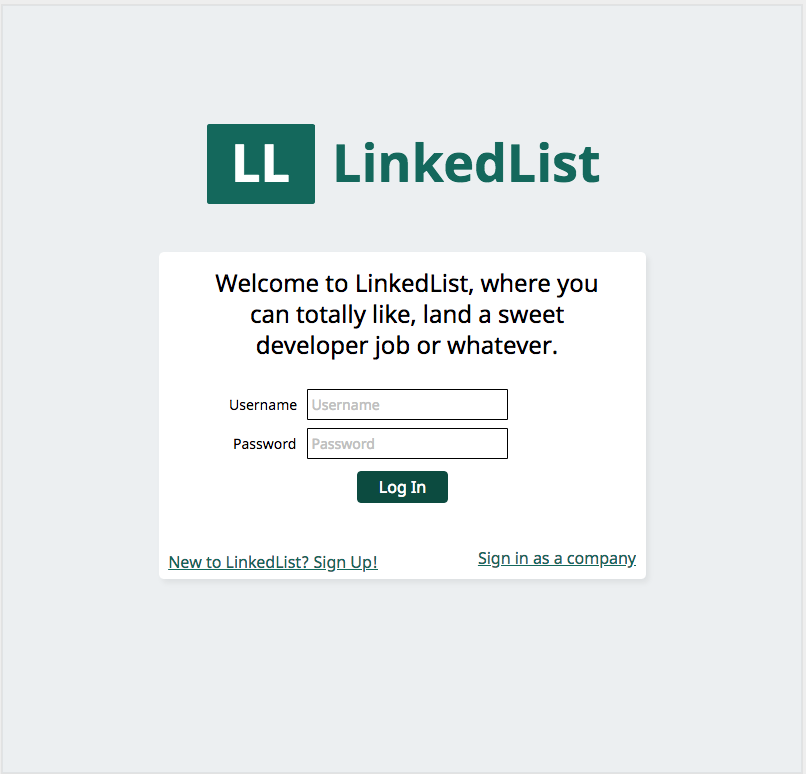 LL LinkedList
Welcome to LinkedList, where you
can totally like, land a sweet
developer job or whatever.
Username Username
Password Password
Log In
New to LinkedList? Sign Up! Sign in as a company